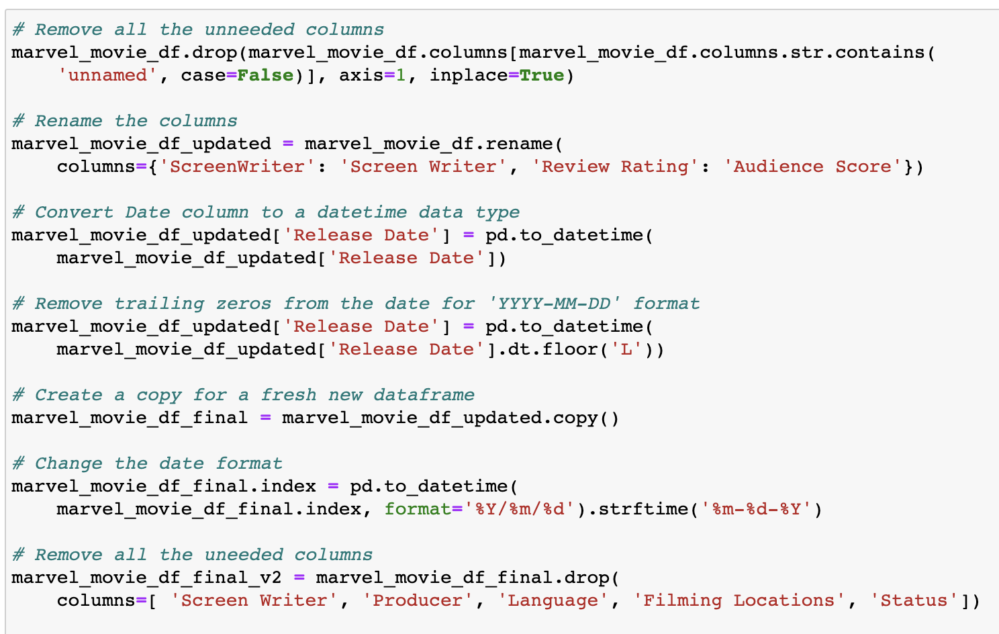 # Remove all the unneeded columns
marvel_movie_df.drop(marvel_movie_df.columns[marvel_movie_df.columns.str.contains(
    'unnamed', case=False)], axis=1, inplace=True)

# Rename the columns
marvel_movie_df_updated = marvel_movie_df.rename(
    columns={'ScreenWriter': 'Screen Writer', 'Review Rating': 'Audience Score'})

# Convert Date column to a datetime data type
marvel_movie_df_updated['Release Date'] = pd.to_datetime(
    marvel_movie_df_updated['Release Date'])

# Remove trailing zeros from the date for 'YYYY-MM-DD' format
marvel_movie_df_updated['Release Date'] = pd.to_datetime(
    marvel_movie_df_updated['Release Date'].dt.floor('L'))

# Create a copy for a fresh new dataframe
marvel_movie_df_final = marvel_movie_df_updated.copy()

# Change the date format
marvel_movie_df_final.index = pd.to_datetime(
    marvel_movie_df_final.index, format='%Y/%m/%d').strftime('%m-%d-%Y')

# Remove all the uneeded columns
marvel_movie_df_final_v2 = marvel_movie_df_final.drop(
    columns=[ 'Screen Writer', 'Producer', 'Language', 'Filming Locations', 'Status'])